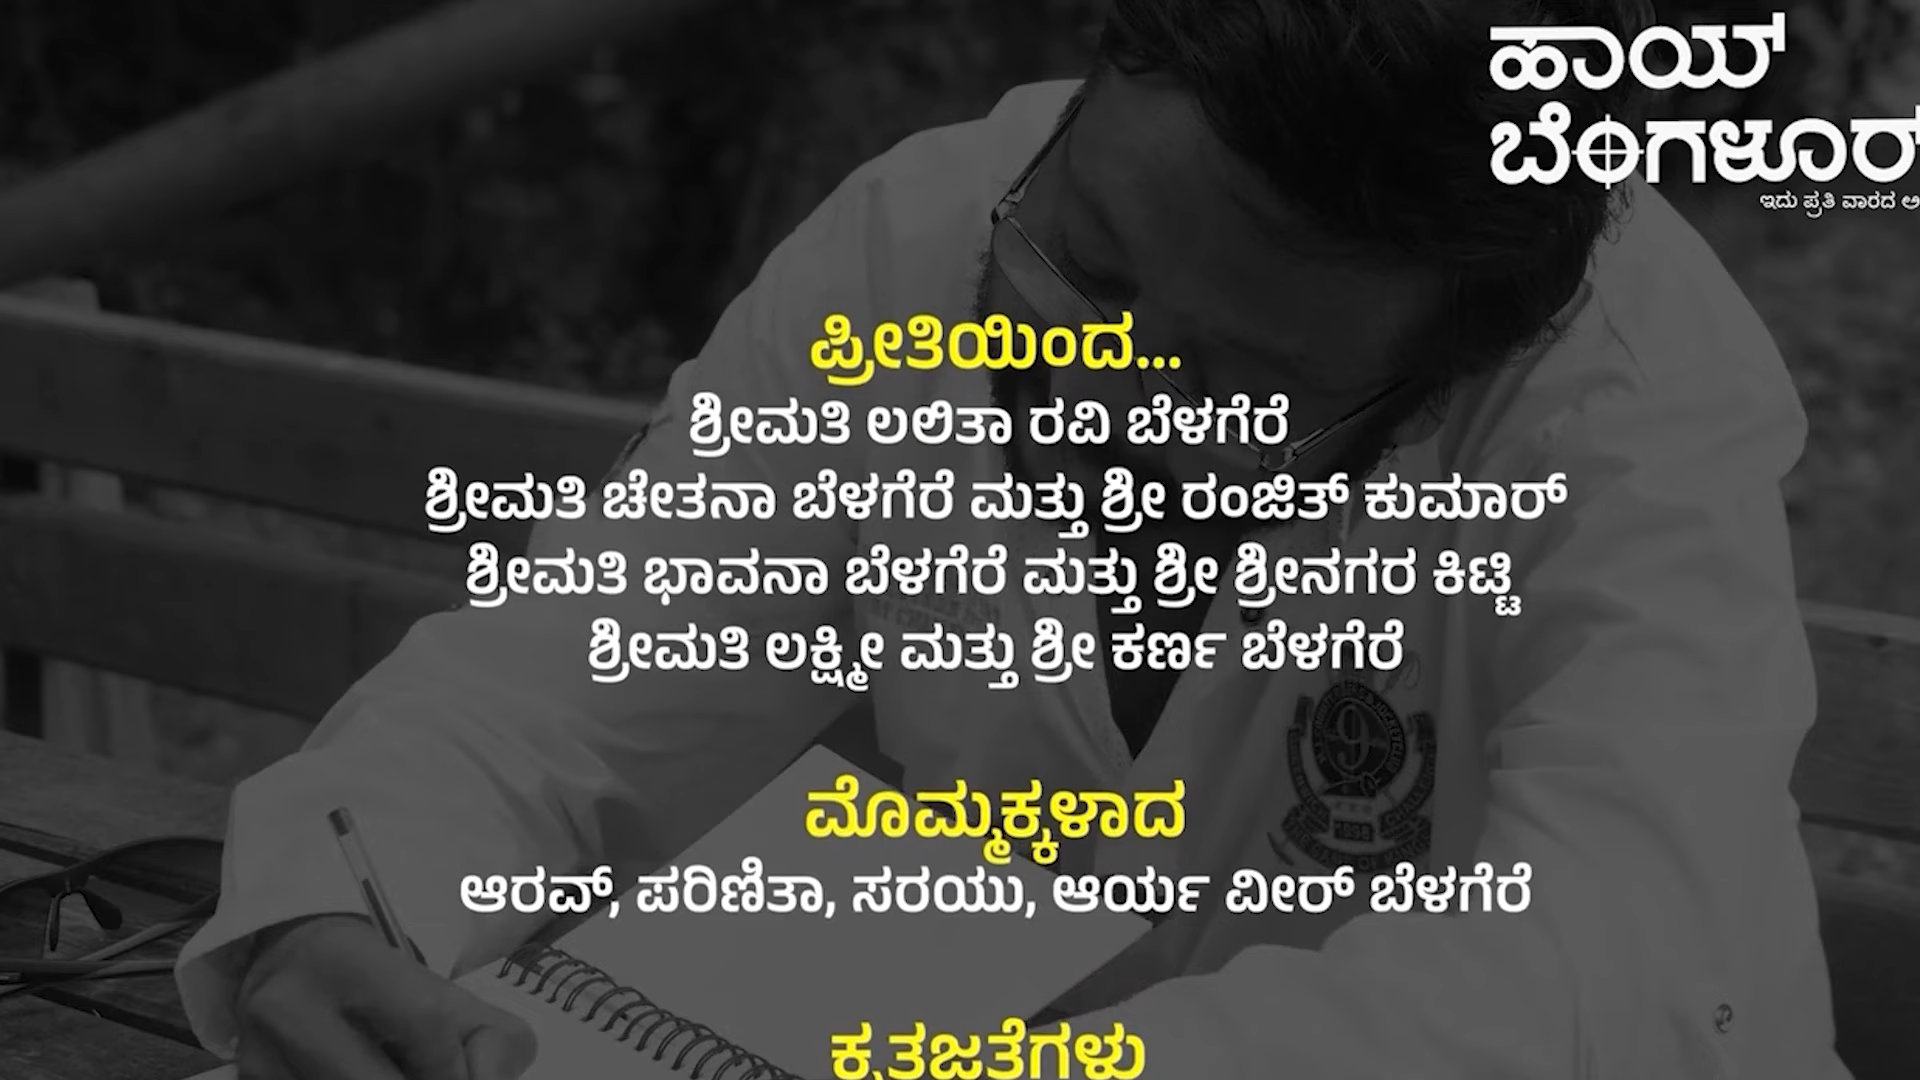 ಹಾಯ್
ಬೆಂಗಳೂರ್
ಇದು ಪ್ರತಿ ವಾರದ
ಪ್ರೀತಿಯಿಂದ...
ಶ್ರೀಮತಿ ಲಲಿತಾ ರವಿ ಬೆಳಗೆರೆ
ಶ್ರೀಮತಿ ಚೇತನಾ ಬೆಳಗೆರೆ ಮತ್ತು ಶ್ರೀ ರಂಜಿತ್ ಕುಮಾರ್
ಶ್ರೀಮತಿ ಭಾವನಾ ಬೆಳಗೆರೆ ಮತ್ತು ಶ್ರೀ ಶ್ರೀನಗರ ಕಿಟ್ಟಿ
ಶ್ರೀಮತಿ ಲಕ್ಷ್ಮೀ ಮತ್ತು ಶ್ರೀ ಕರ್ಣ ಬೆಳಗೆರೆ
ಮೊಮ್ಮಕ್ಕಳಾದ
ಆರವ್, ಪರಿಣಿತಾ, ಸರಯು, ಆರ್ಯ ವೀರ್ ಬೆಳಗೆರೆ
ಕೃತಜ್ಞತೆಗಳು